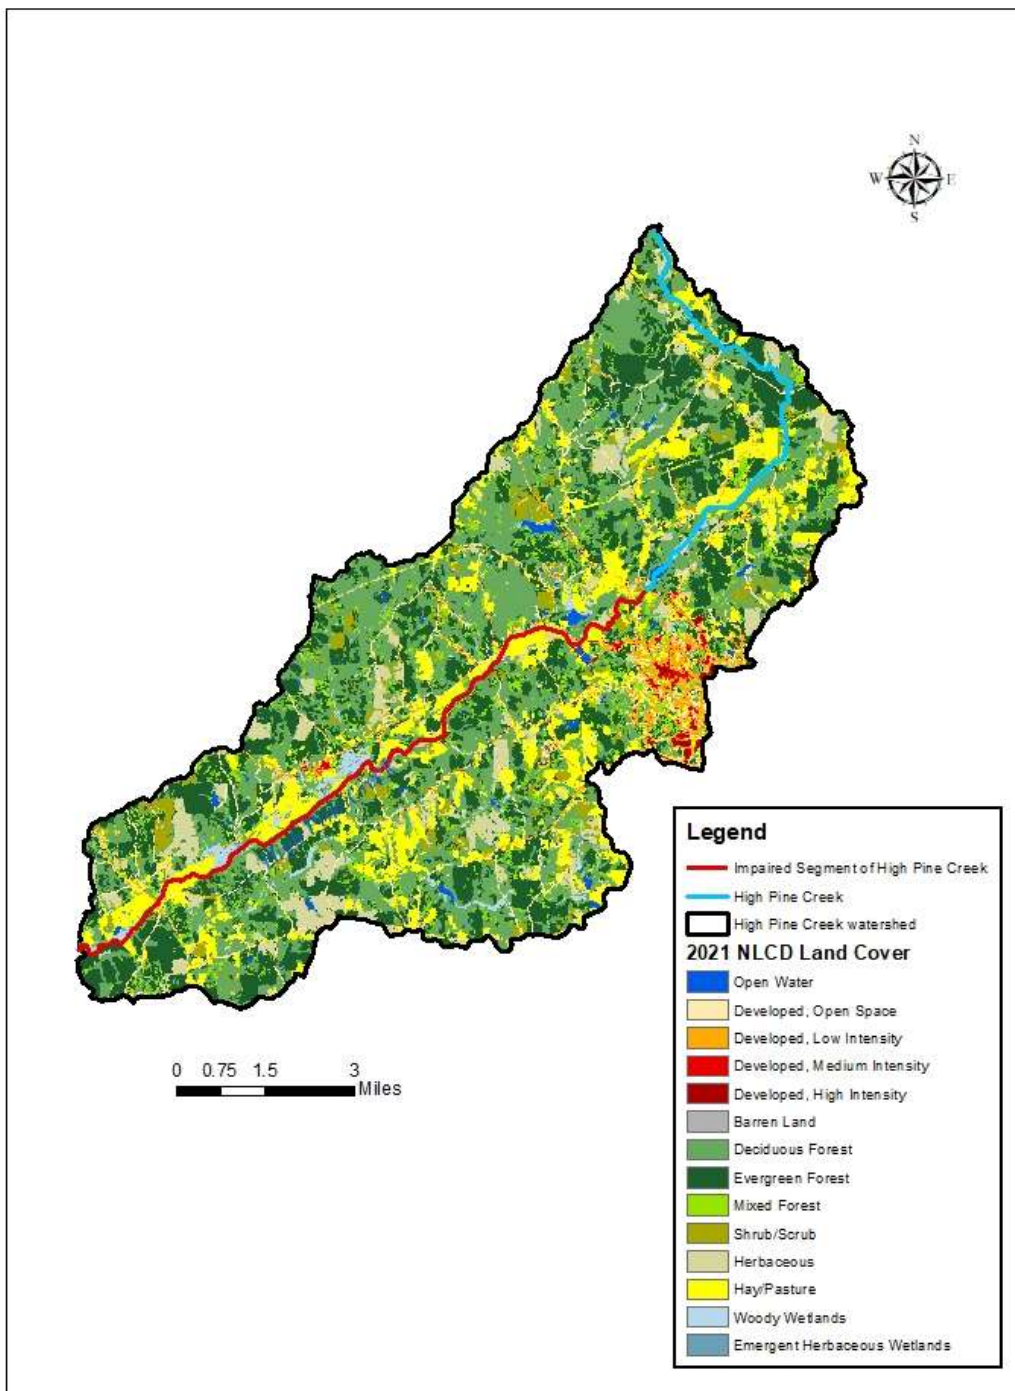 N
W E
S
Legend
Impaired Segment of High Pine Creek
High Pine Creek
High Pine Creek watershed
2021 NLCD Land Cover
Open Water
Developed, Open Space
Developed, Low Intensity
Developed, Medium Intensity
Developed, High Intensity
Barren Land
Deciduous Forest
Evergreen Forest
Mixed Forest
Shrub/Scrub
Herbaceous
Hay/Pasture
Woody Wetlands
Emergent Herbaceous Wetlands
0 0.75 1.5 3
Miles